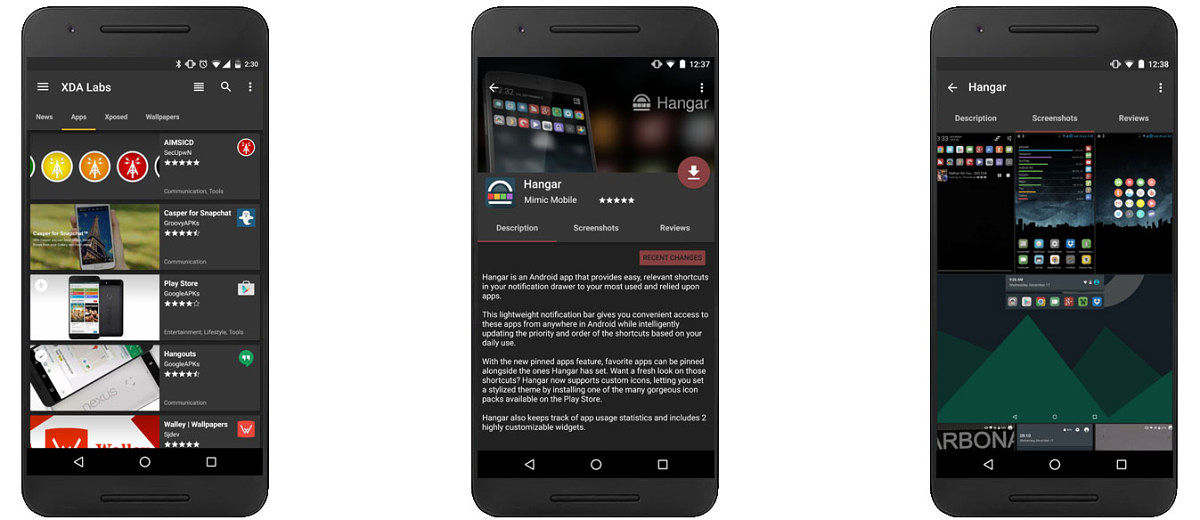 2:30
XDA Labs
News Apps Xposed Wallpapers
AIMSICD
SecUpwN
Communication, Tools
Casper for Snapchat™
Casper for Snapchat
GroovyAPKs
Communication
Play Store
GoogleAPKs
Entertainment, Lifestyle, Tools
nexus
Hangouts
GoogleAPKs
Communication
Walley | Wallpapers
Sjdev
12:37
Hangar
Hangar
Mimic Mobile
Description Screenshots Reviews
RECENT CHANGES
Hangar is an Android app that provides easy, relevant shortcuts
in your notification drawer to your most used and relied upon
apps.
This lightweight notification bar gives you convenient access to
these apps from anywhere in Android while intelligently
updating the priority and order of the shortcuts based on your
daily use.
With the new pinned apps feature, favorite apps can be pinned
alongside the ones Hangar has set. Want a fresh look on those
shortcuts? Hangar now supports custom icons, letting you set
a stylized theme by installing one of the many gorgeous icon
packs available on the Play Store.
Hangar also keeps track of app usage statistics and includes 2
highly customizable widgets.
12:38
Hangar
Description Screenshots Reviews
3:33
Wednesday, December 17
ARBONA